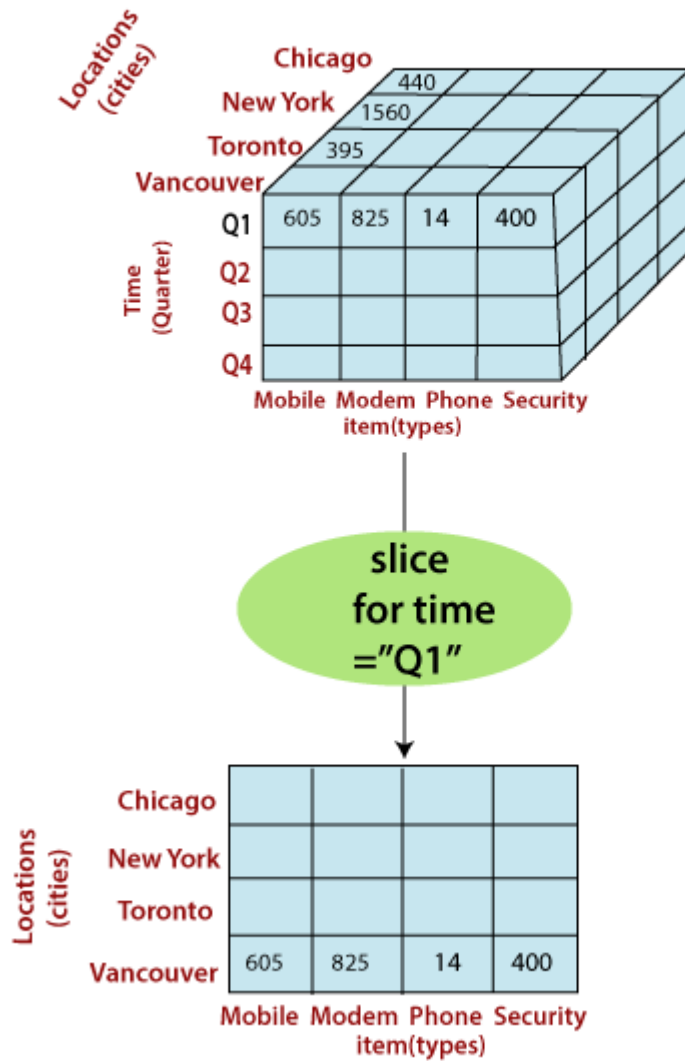 Locations
(cities)
Chicago
440
New York
1560
Toronto
395
Vancouver
Q1 605 825 14 400
Q2
Q3
Q4
Time
(Quarter)
Mobile Modem Phone Security
item(types)
slice
for time
="Q1"
Locations
(cities)
Chicago
New York
Toronto
Vancouver 605 825 14 400
Mobile Modem Phone Security
item(types)